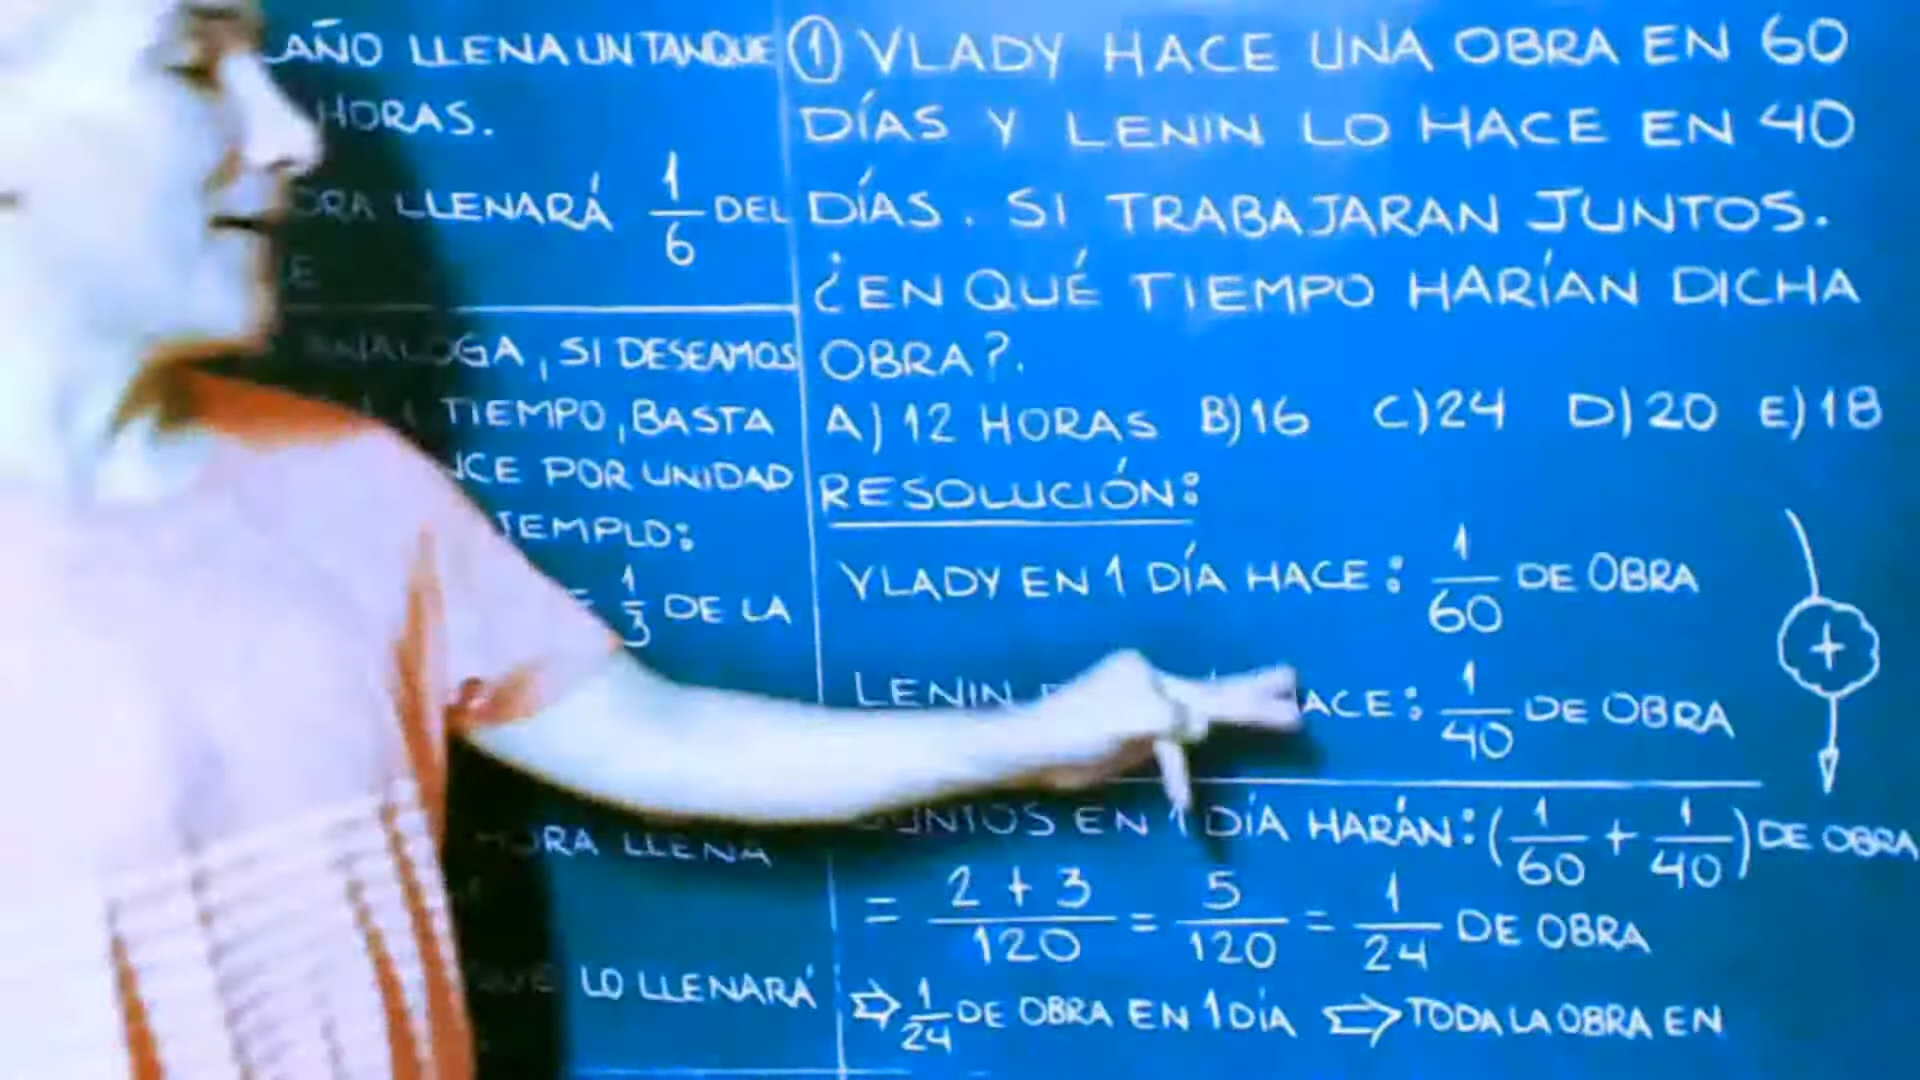 AÑO LLENA UN TANQUE
HORAS.
ORA LLENARÁ 1/6 DEL
E
ANALOGA, SI DESEAMOS
TIEMPO, BASTA
NCE POR UNIDAD
JEMPLO:
= 1/3 DE LA
HORA LLENA
QUE LO LLENARÁ
① VLADY HACE UNA OBRA EN 60
DÍAS Y LENIN LO HACE EN 40
DÍAS. SI TRABAJARAN JUNTOS.
¿EN QUÉ TIEMPO HARÍAN DICHA
OBRA?.
A) 12 HORAS B) 16 C) 24 D) 20 E) 18
RESOLUCIÓN:
VLADY EN 1 DÍA HACE: 1/60 DE OBRA
LENIN ACE: 1/40 DE OBRA
+
JUNTOS EN 1 DÍA HARÁN: (1/60 + 1/40) DE OBRA
= 2 + 3/120 = 5/120 = 1/24 DE OBRA
⇒ 1/24 DE OBRA EN 1 DÍA ⇒ TODA LA OBRA EN